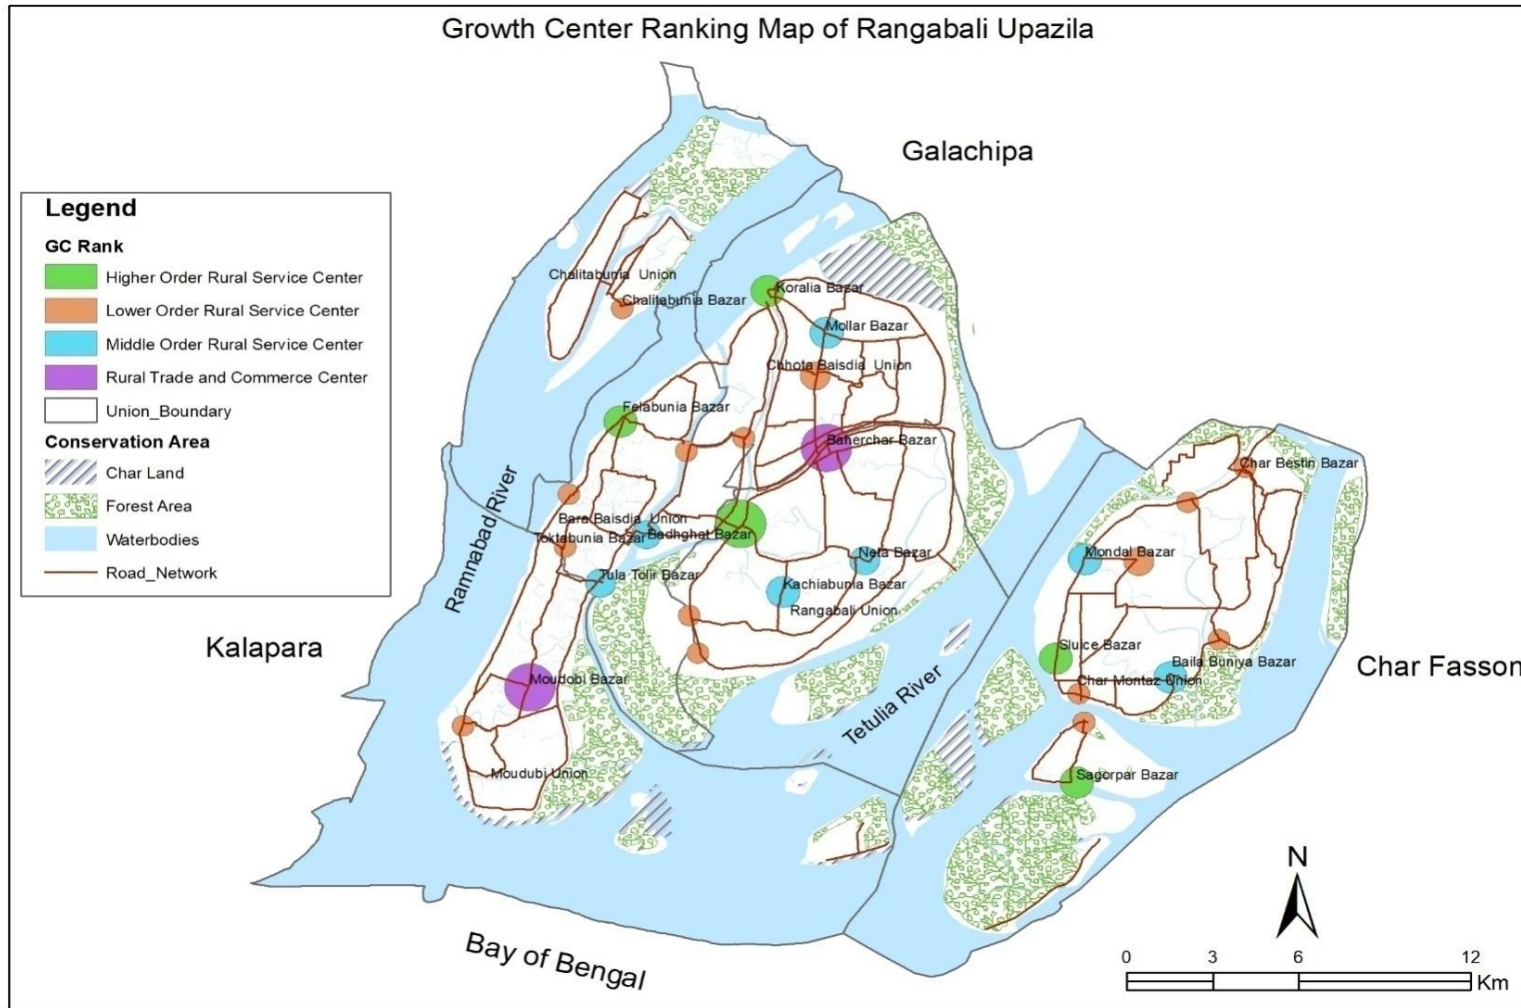 Growth Center Ranking Map of Rangabali Upazila
Galachipa
Legend
GC Rank
Higher Order Rural Service Center
Lower Order Rural Service Center
Middle Order Rural Service Center
Rural Trade and Commerce Center
Union_Boundary
Conservation Area
Char Land
Forest Area
Waterbodies
Road_Network
Chalitabunia Union
Chalitabunia Bazar
Koralia Bazar
Mollar Bazar
Chhota Baisdia Union
Felabunia Bazar
Baherchar Bazar
Char Bestin Bazar
Ramnabad River
Bara Baisdia Union
Badhghat Bazar
Toktabunia Bazar
Neta Bazar
Mondal Bazar
Tula Tolir Bazar
Kachiabunia Bazar
Rangabali Union
Kalapara
Sluice Bazar
Baila Buniya Bazar
Char Fasson
Moudobi Bazar
Char Montaz Union
Tetulia River
Moudubi Union
Sagorpar Bazar
N
Bay of Bengal
0 3 6 12
Km